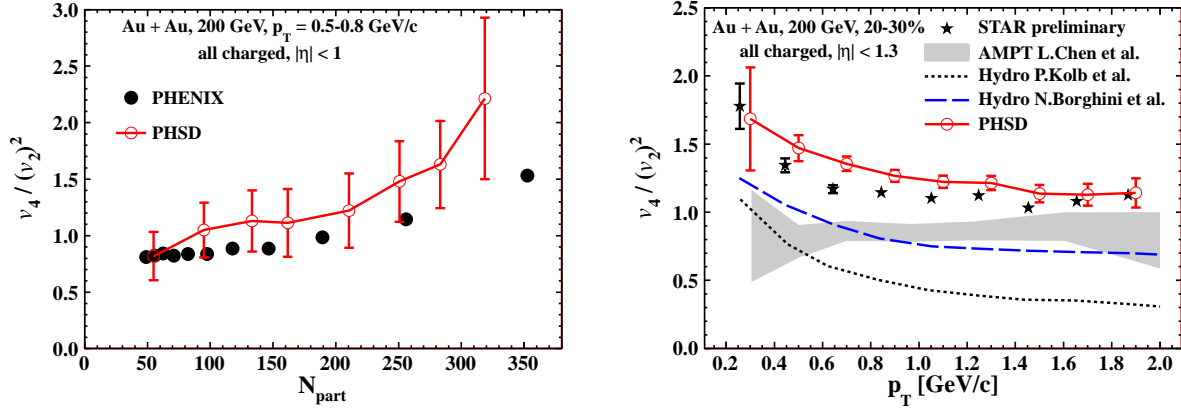 Au + Au, 200 GeV, p_T = 0.5-0.8 GeV/c
all charged, |η| < 1
PHENIX
PHSD
v_4 / (v_2)^2
3.0
2.5
2.0
1.5
1.0
0.5
0.0
0 50 100 150 200 250 300 350
N_part
Au + Au, 200 GeV, 20-30%
all charged, |η| < 1.3
STAR preliminary
AMPT L.Chen et al.
Hydro P.Kolb et al.
Hydro N.Borghini et al.
PHSD
v_4 / (v_2)^2
2.5
2.0
1.5
1.0
0.5
0.0
0.2 0.4 0.6 0.8 1.0 1.2 1.4 1.6 1.8 2.0
p_T [GeV/c]